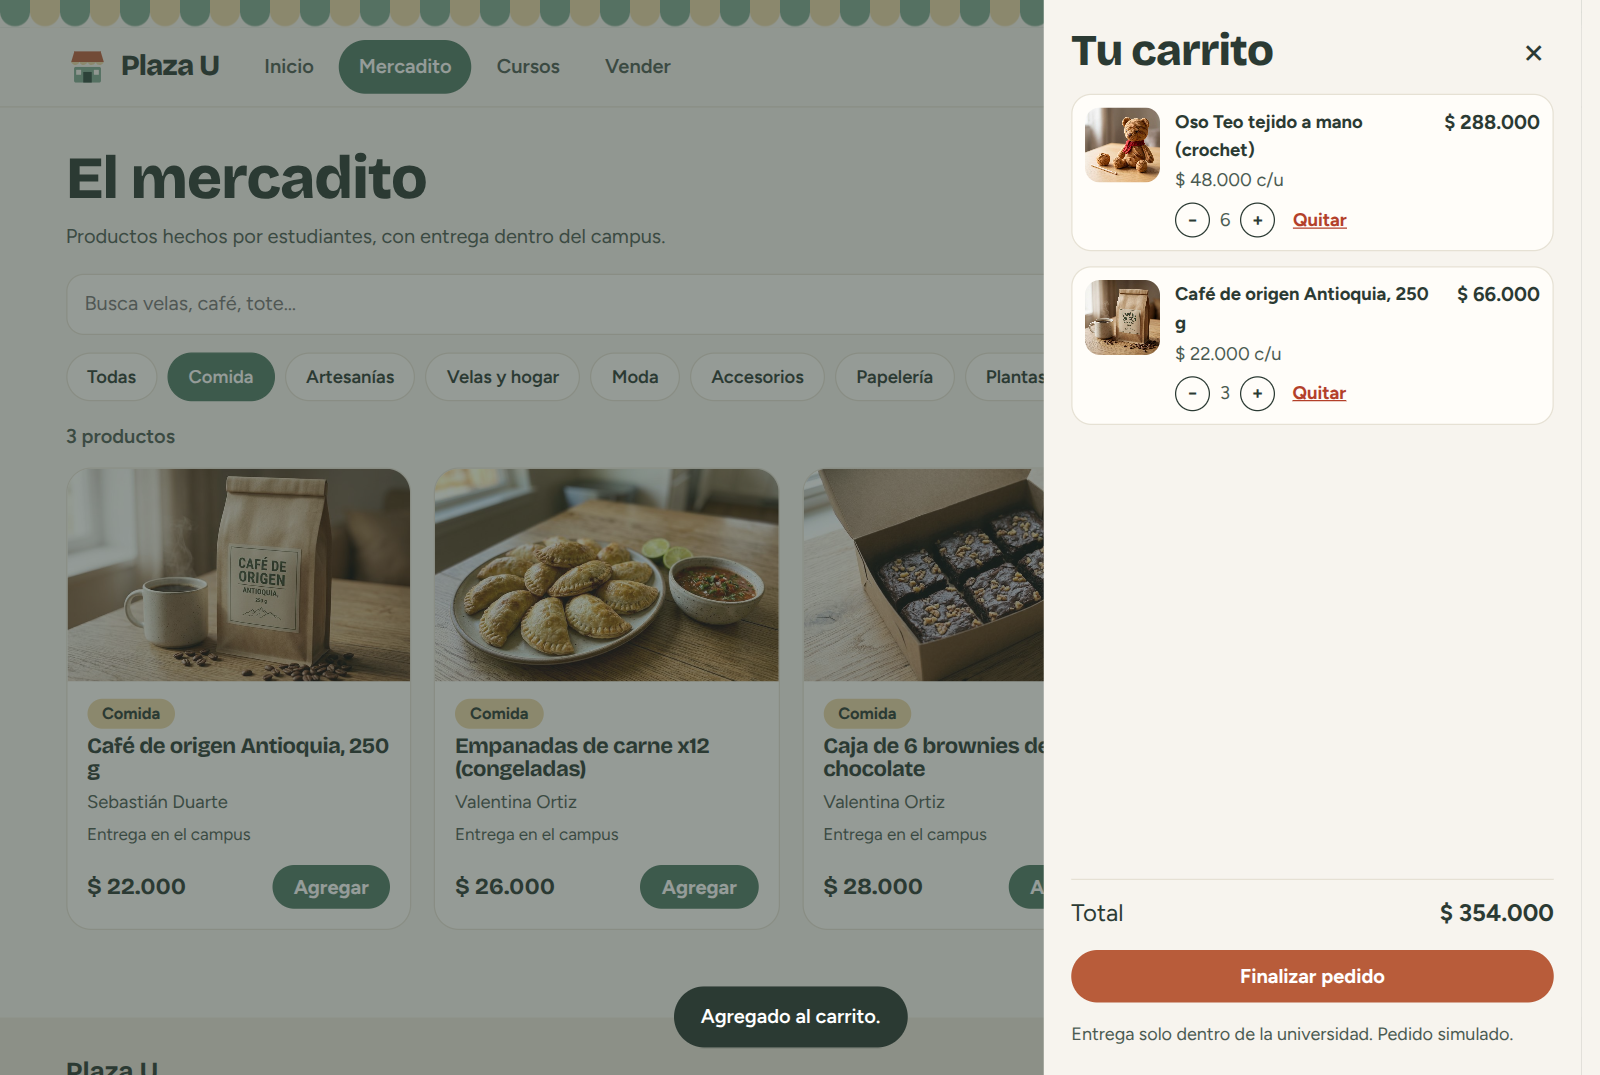 Plaza U
Inicio
Mercadito
Cursos
Vender
El mercadito
Productos hechos por estudiantes, con entrega dentro del campus.
Busca velas, café, tote...
Todas
Comida
Artesanías
Velas y hogar
Moda
Accesorios
Papelería
Plantas
3 productos
CAFÉ DE
ORIGEN
ANTIOQUIA,
250 g
Comida
Café de origen Antioquia, 250
g
Sebastián Duarte
Entrega en el campus
$ 22.000
Agregar
Comida
Empanadas de carne x12
(congeladas)
Valentina Ortiz
Entrega en el campus
$ 26.000
Agregar
Comida
Caja de 6 brownies de
chocolate
Valentina Ortiz
Entrega en el campus
$ 28.000
A
Agregado al carrito.
Plaza U
Tu carrito
Oso Teo tejido a mano
(crochet)
$ 288.000
$ 48.000 c/u
6
Quitar
Café de origen Antioquia, 250
g
$ 66.000
$ 22.000 c/u
3
Quitar
Total
$ 354.000
Finalizar pedido
Entrega solo dentro de la universidad. Pedido simulado.